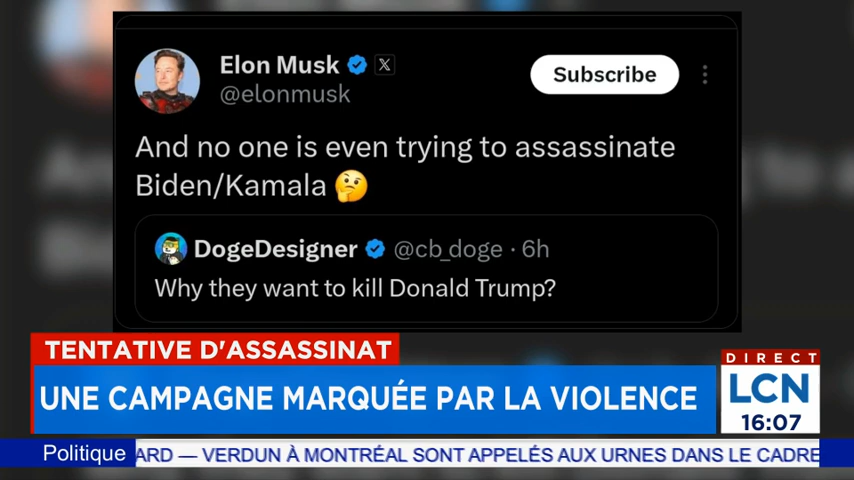 Elon Musk X
@elonmusk
Subscribe
And no one is even trying to assassinate
Biden/Kamala 🤔
DogeDesigner @cb_doge · 6h
Why they want to kill Donald Trump?
TENTATIVE D'ASSASSINAT
UNE CAMPAGNE MARQUÉE PAR LA VIOLENCE
DIRECT
LCN
16:07
Politique ARD — VERDUN À MONTRÉAL SONT APPELÉS AUX URNES DANS LE CADRE